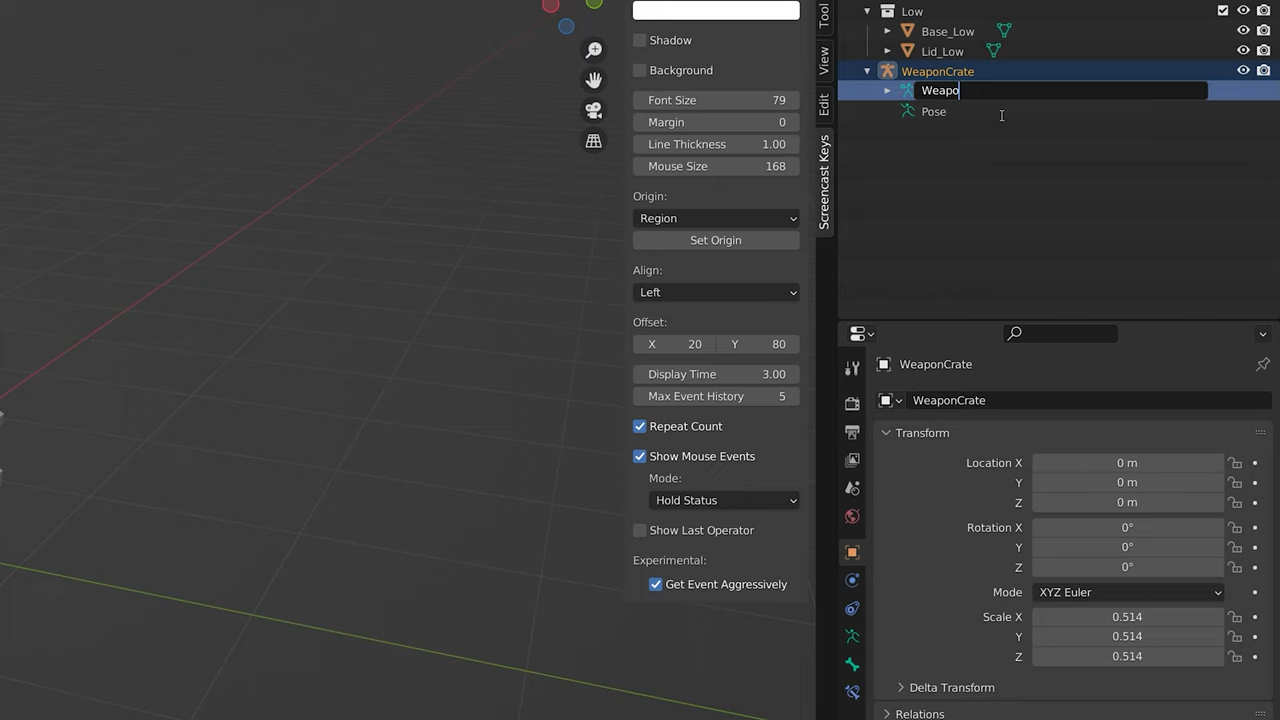 Shadow
Background
Font Size 79
Margin 0
Line Thickness 1.00
Mouse Size 168
Origin:
Region
Set Origin
Align:
Left
Offset:
X 20 Y 80
Display Time 3.00
Max Event History 5
Repeat Count
Show Mouse Events
Mode:
Hold Status
Show Last Operator
Experimental:
Get Event Aggressively
Tool
View
Edit
Screencast Keys
Low
Base_Low
Lid_Low
WeaponCrate
Weapo
Pose
WeaponCrate
WeaponCrate
Transform
Location X 0 m
Y 0 m
Z 0 m
Rotation X 0°
Y 0°
Z 0°
Mode XYZ Euler
Scale X 0.514
Y 0.514
Z 0.514
Delta Transform
Relations